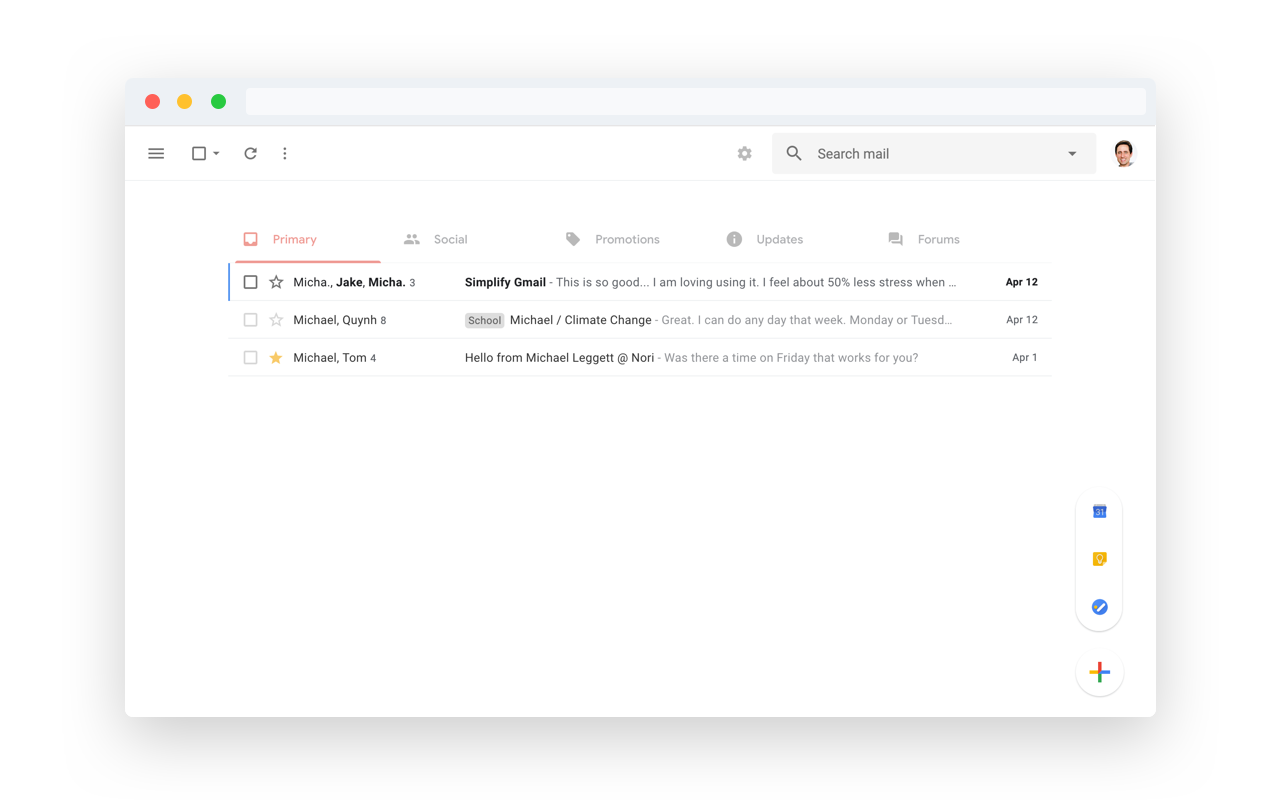 Search mail
Primary Social Promotions Updates Forums
Micha., Jake, Micha. 3 Simplify Gmail - This is so good... I am loving using it. I feel about 50% less stress when … Apr 12
Michael, Quynh 8 School Michael / Climate Change - Great. I can do any day that week. Monday or Tuesd… Apr 12
Michael, Tom 4 Hello from Michael Leggett @ Nori - Was there a time on Friday that works for you? Apr 1
31